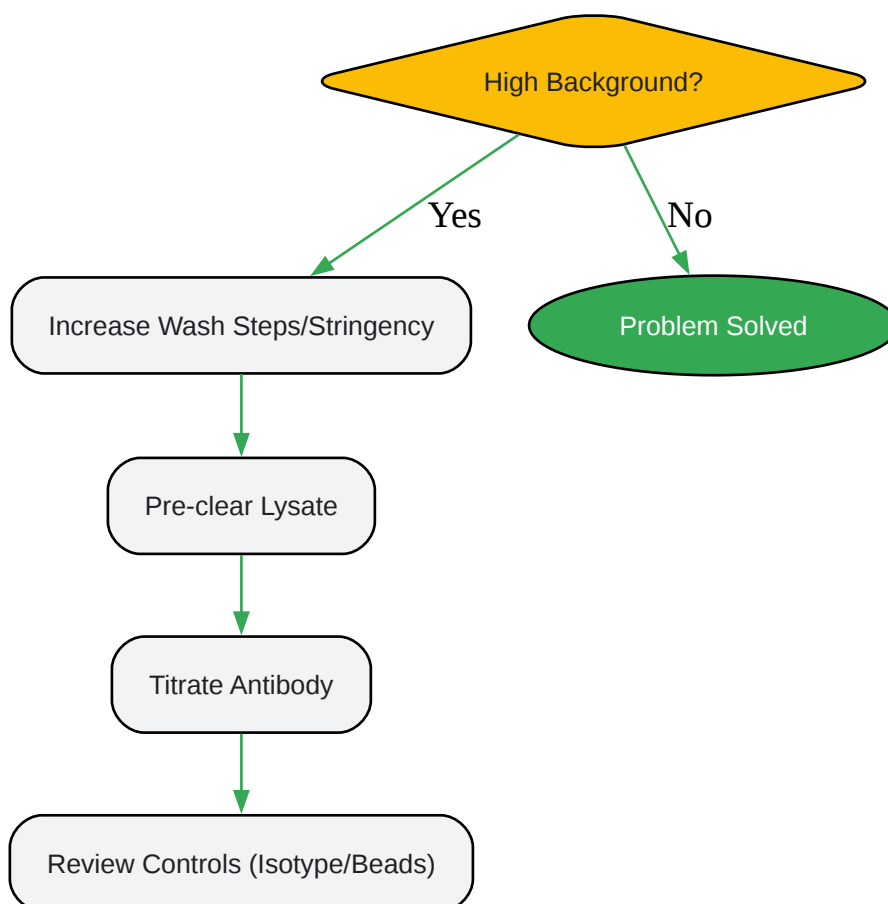 High Background?
Yes
No
Increase Wash Steps/Stringency
Problem Solved
Pre-clear Lysate
Titrate Antibody
Review Controls (Isotype/Beads)